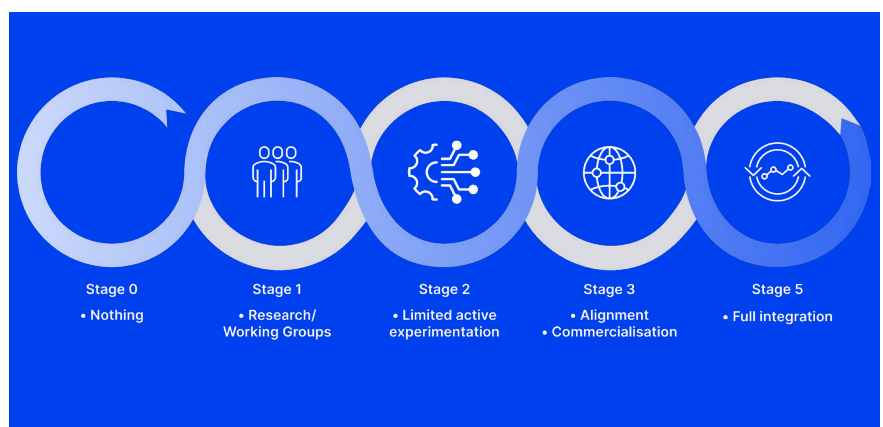 Stage 0
• Nothing
Stage 1
• Research/
Working Groups
Stage 2
• Limited active
experimentation
Stage 3
• Alignment
• Commercialisation
Stage 5
• Full integration